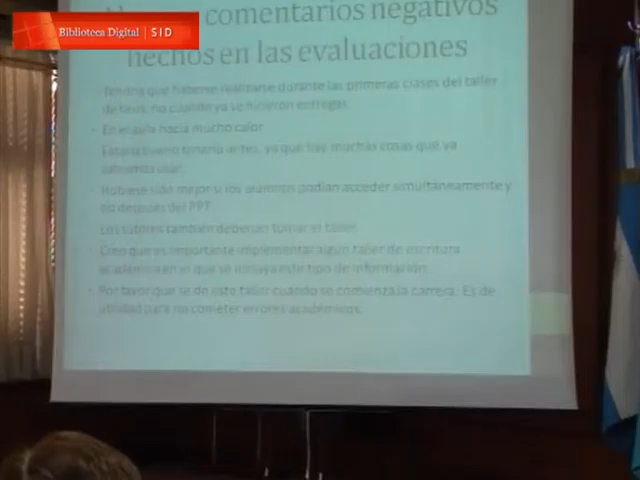 Biblioteca Digital | SID
comentarios negativos
hechos en las evaluaciones
Tendría que haberse realizarse durante las primeras clases del taller
de tesis, no cuando ya se hicieron entregas
• En el aula hacía mucho calor
Estaría bueno tenerlo antes, ya que hay muchas cosas que ya
sabíamos usar
• Hubiese sido mejor si los alumnos podían acceder simultáneamente y
no después del PPT
Los tutores también deberían tomar el taller
• Creo que es importante implementar algún taller de escritura
académica en el que se incluya este tipo de información
• Por favor que se de este taller cuando se comienza la carrera. Es de
utilidad para no cometer errores académicos.